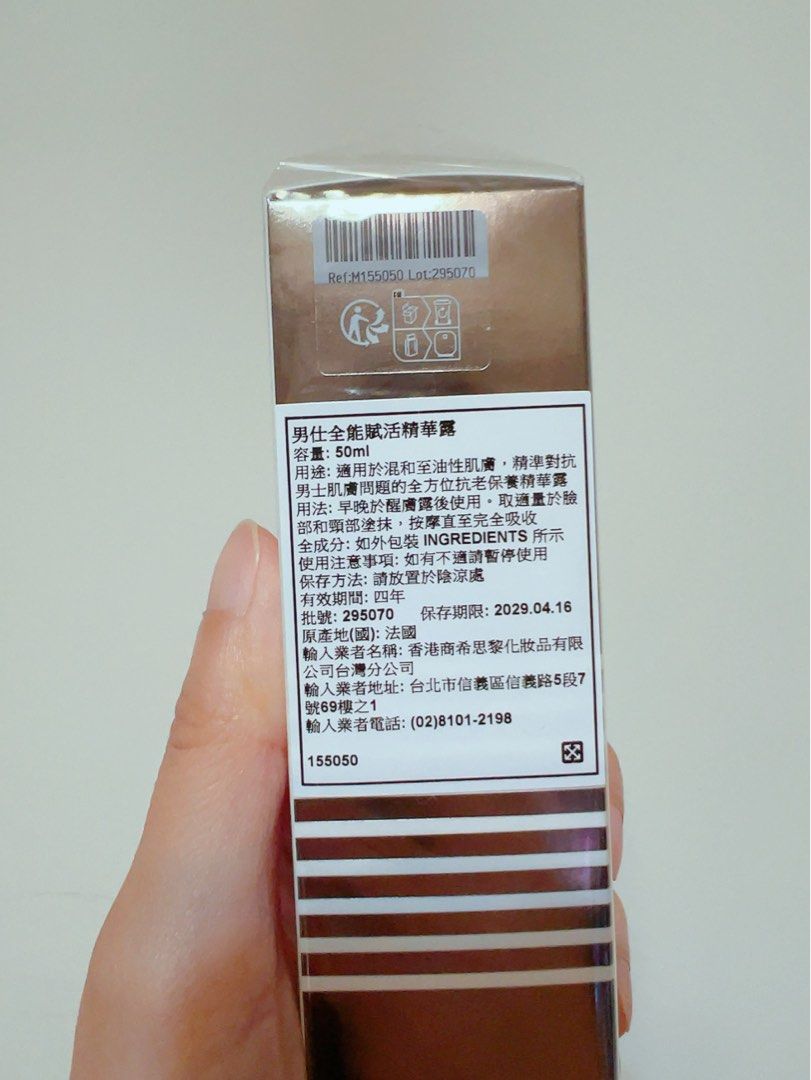 Ref:M155050 Lot:295070
FR
男仕全能賦活精華露
容量: 50ml
用途: 適用於混和至油性肌膚，精準對抗
男士肌膚問題的全方位抗老保養精華露
用法: 早晚於醒膚露後使用。取適量於臉
部和頸部塗抹，按摩直至完全吸收
全成分: 如外包裝 INGREDIENTS 所示
使用注意事項: 如有不適請暫停使用
保存方法: 請放置於陰涼處
有效期間: 四年
批號: 295070 保存期限: 2029.04.16
原產地(國): 法國
輸入業者名稱: 香港商希思黎化妝品有限
公司台灣分公司
輸入業者地址: 台北市信義區信義路5段7
號69樓之1
輸入業者電話: (02)8101-2198
155050